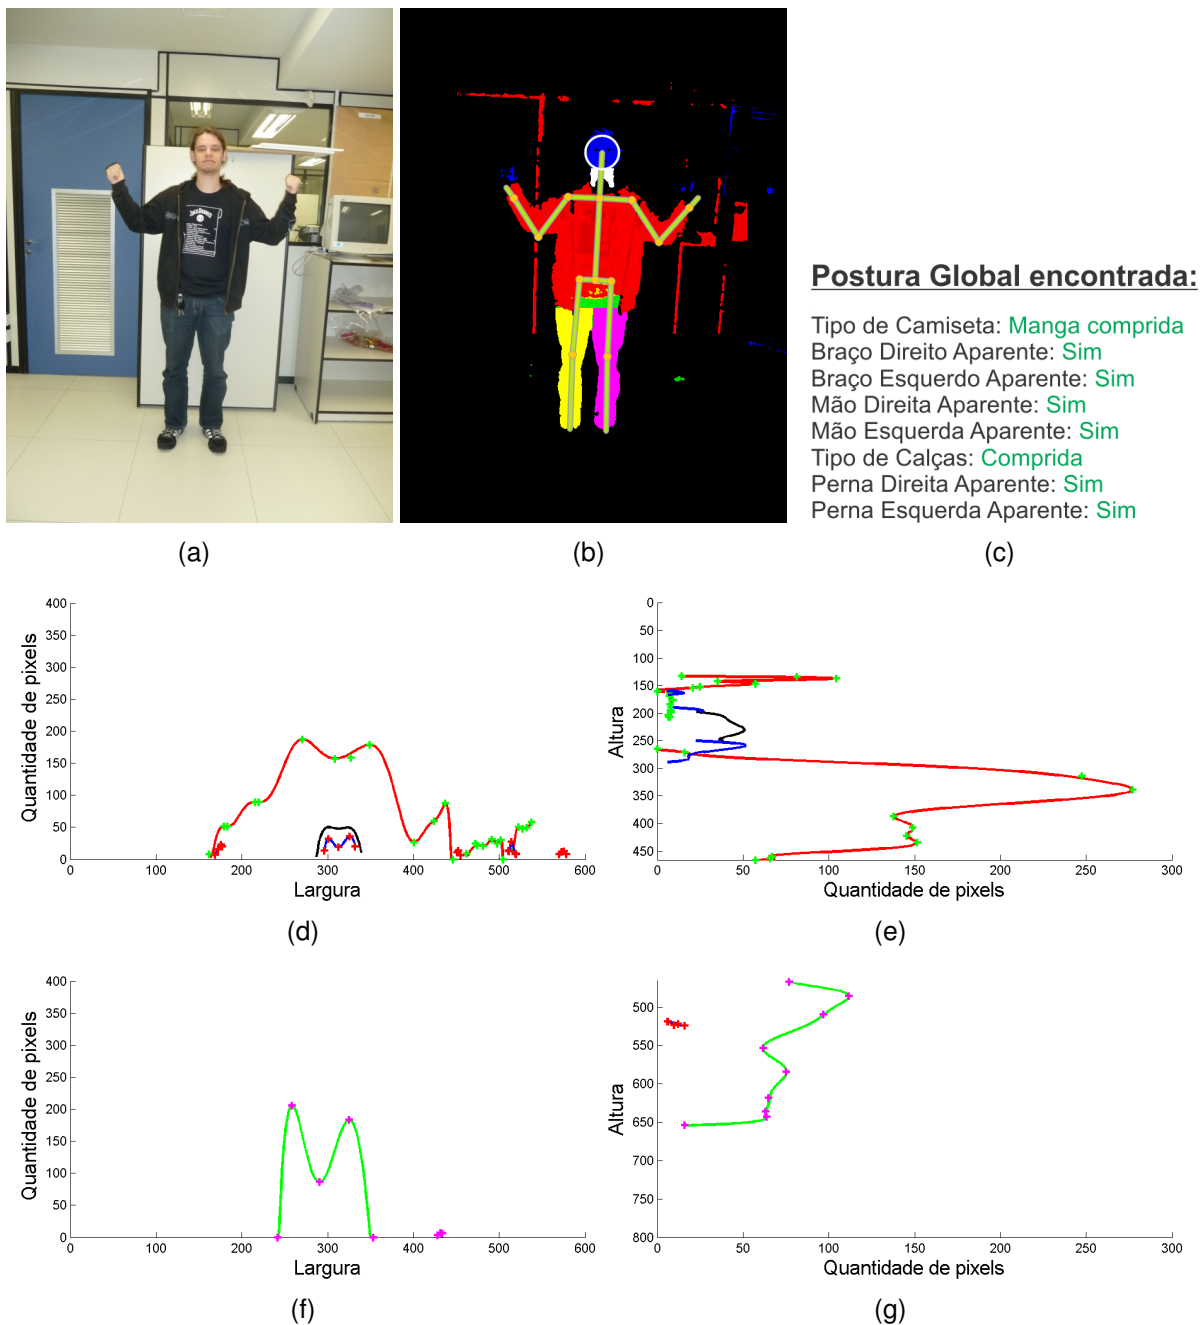 JACK DANIEL'S
Postura Global encontrada:
Tipo de Camiseta: Manga comprida
Braço Direito Aparente: Sim
Braço Esquerdo Aparente: Sim
Mão Direita Aparente: Sim
Mão Esquerda Aparente: Sim
Tipo de Calças: Comprida
Perna Direita Aparente: Sim
Perna Esquerda Aparente: Sim
(a)
(b)
(c)
Quantidade de pixels
400
350
300
250
200
150
100
50
0
0 100 200 300 400 500 600
Largura
(d)
Altura
0
50
100
150
200
250
300
350
400
450
0 50 100 150 200 250 300
Quantidade de pixels
(e)
Quantidade de pixels
400
350
300
250
200
150
100
50
0
0 100 200 300 400 500 600
Largura
(f)
Altura
500
550
600
650
700
750
800
0 50 100 150 200 250 300
Quantidade de pixels
(g)